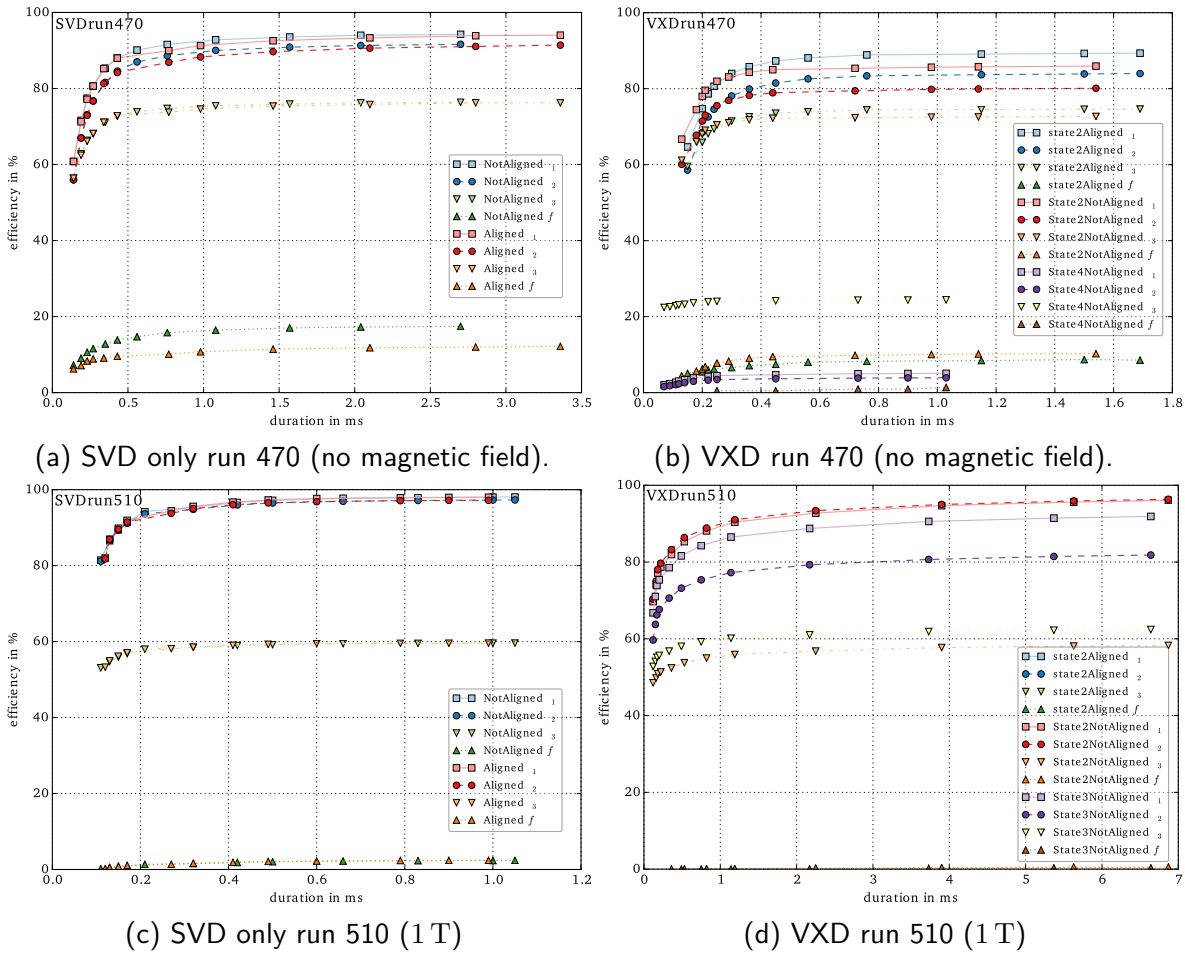 SVDrun470
efficiency in %
100
80
60
40
20
0
0.0 0.5 1.0 1.5 2.0 2.5 3.0 3.5
duration in ms
NotAligned 1
NotAligned 2
NotAligned 3
NotAligned f
Aligned 1
Aligned 2
Aligned 3
Aligned f
(a) SVD only run 470 (no magnetic field).
VXDrun470
efficiency in %
100
80
60
40
20
0
0.0 0.2 0.4 0.6 0.8 1.0 1.2 1.4 1.6 1.8
duration in ms
state2Aligned 1
state2Aligned 2
state2Aligned 3
state2Aligned f
State2NotAligned 1
State2NotAligned 2
State2NotAligned 3
State2NotAligned f
State4NotAligned 1
State4NotAligned 2
State4NotAligned 3
State4NotAligned f
(b) VXD run 470 (no magnetic field).
SVDrun510
efficiency in %
100
80
60
40
20
0
0.0 0.2 0.4 0.6 0.8 1.0 1.2
duration in ms
NotAligned 1
NotAligned 2
NotAligned 3
NotAligned f
Aligned 1
Aligned 2
Aligned 3
Aligned f
(c) SVD only run 510 (1 T)
VXDrun510
efficiency in %
100
80
60
40
20
0
0 1 2 3 4 5 6 7
duration in ms
state2Aligned 1
state2Aligned 2
state2Aligned 3
state2Aligned f
State2NotAligned 1
State2NotAligned 2
State2NotAligned 3
State2NotAligned f
State3NotAligned 1
State3NotAligned 2
State3NotAligned 3
State3NotAligned f
(d) VXD run 510 (1 T)